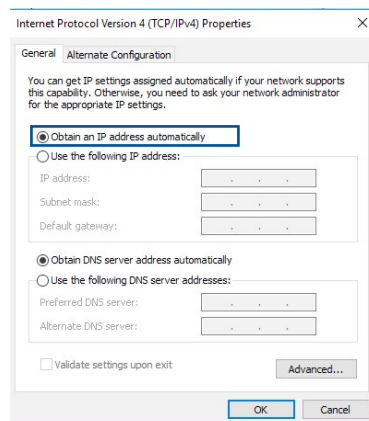 Internet Protocol Version 4 (TCP/IPv4) Properties
General
Alternate Configuration
You can get IP settings assigned automatically if your network supports
this capability. Otherwise, you need to ask your network administrator
for the appropriate IP settings.
Obtain an IP address automatically
Use the following IP address:
IP address:
Subnet mask:
Default gateway:
Obtain DNS server address automatically
Use the following DNS server addresses:
Preferred DNS server:
Alternate DNS server:
Validate settings upon exit
Advanced...
OK
Cancel